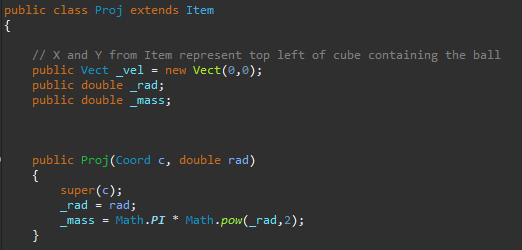 public class Proj extends Item
{
// X and Y from Item represent top left of cube containing the ball
public Vect _vel = new Vect(0,0);
public double _rad;
public double _mass;
public Proj(Coord c, double rad)
{
super(c);
_rad = rad;
_mass = Math.PI * Math.pow(_rad,2);
}